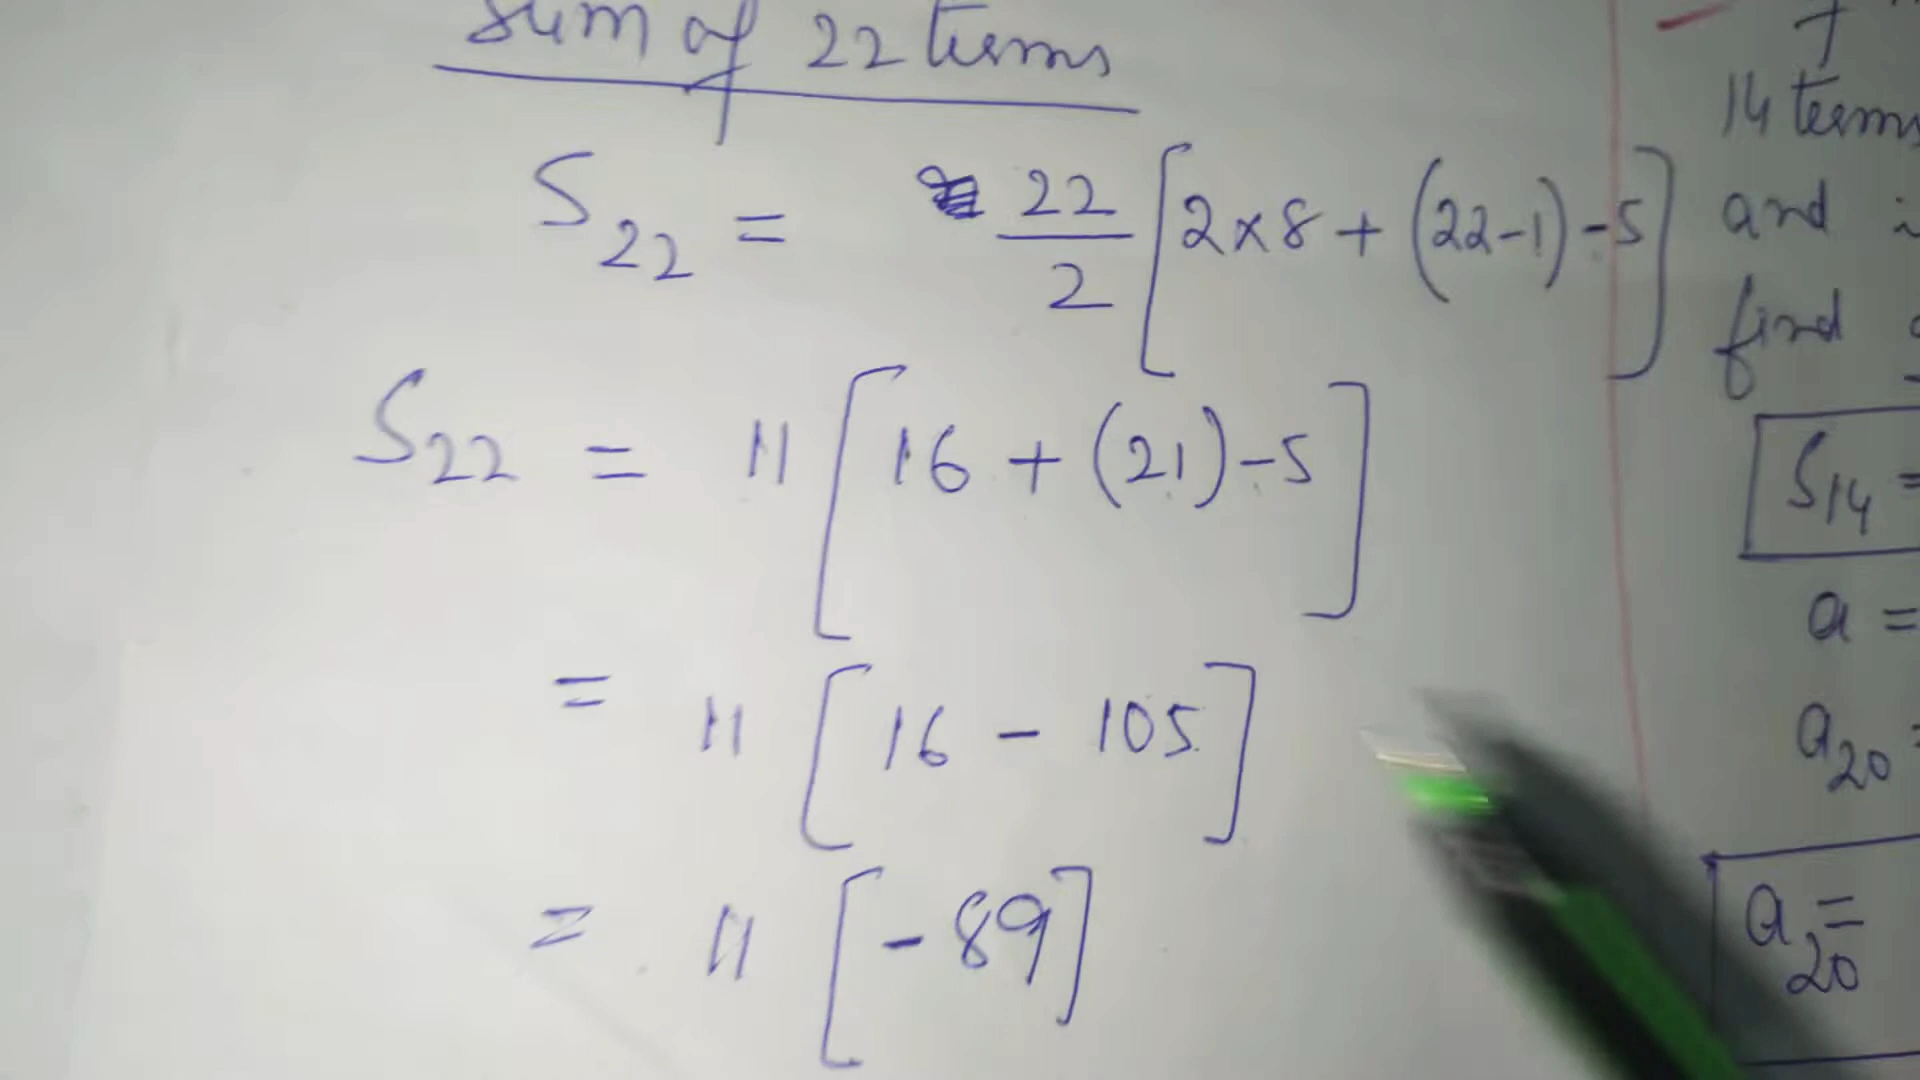 Sum of 22 terms
S₂₂ = 22/2 [2×8 + (22-1) -5]
S₂₂ = 11 [16 + (21) -5]
= 11 [16 - 105]
= 11 [-89]
14 terms
and
find
S₁₄ =
a =
a₂₀ =
a₂₀ =